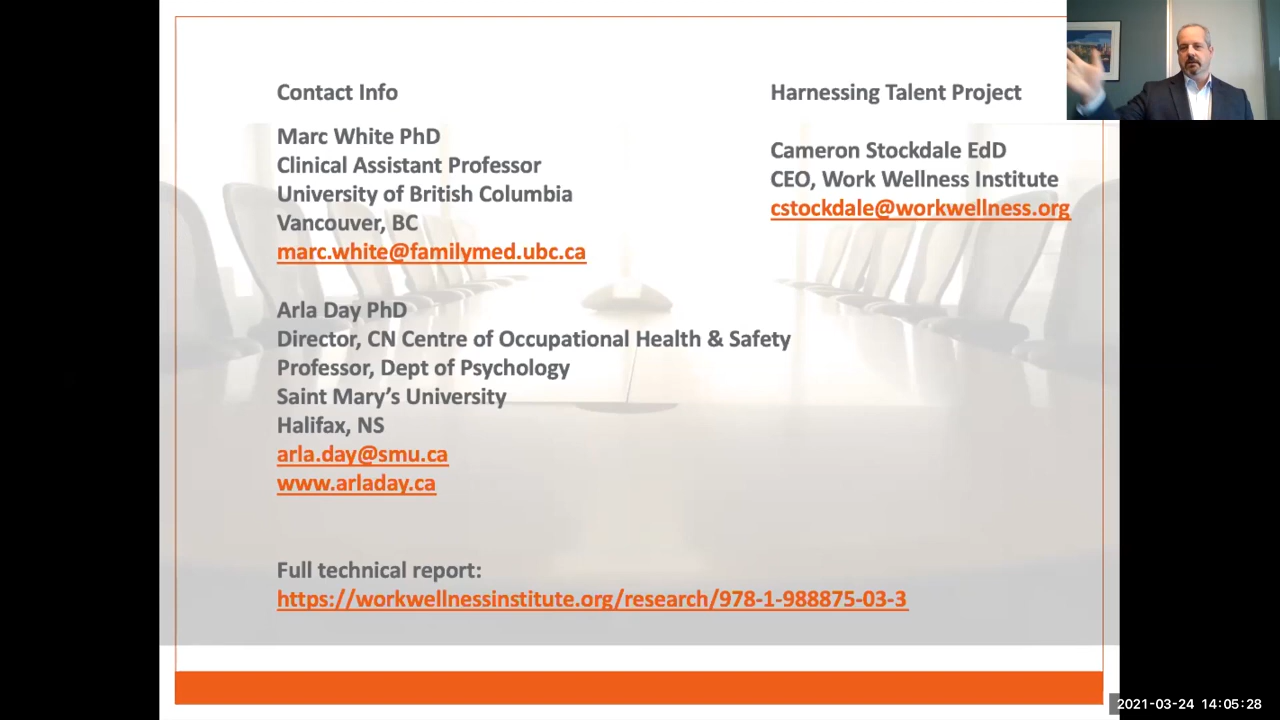 Contact Info
Marc White PhD
Clinical Assistant Professor
University of British Columbia
Vancouver, BC
marc.white@familymed.ubc.ca
Arla Day PhD
Director, CN Centre of Occupational Health & Safety
Professor, Dept of Psychology
Saint Mary’s University
Halifax, NS
arla.day@smu.ca
www.arladay.ca
Full technical report:
https://workwellnessinstitute.org/research/978-1-988875-03-3
Harnessing Talent Project
Cameron Stockdale EdD
CEO, Work Wellness Institute
cstockdale@workwellness.org
2021-03-24 14:05:28